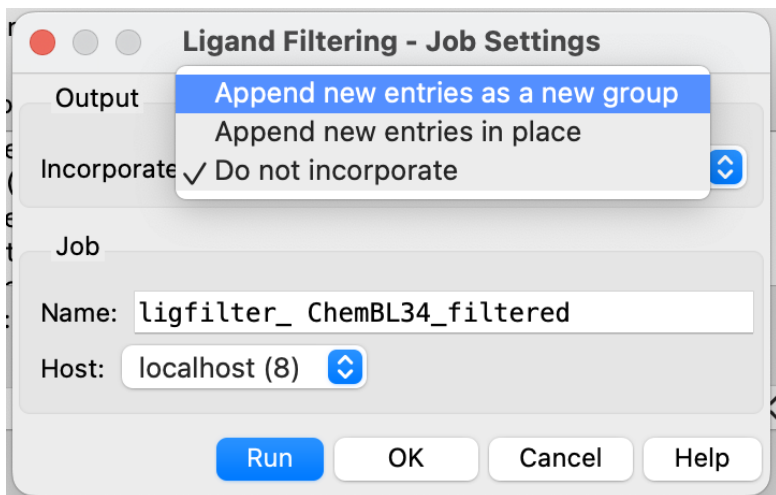 Ligand Filtering - Job Settings
Output
Append new entries as a new group
Append new entries in place
Incorporate ✓ Do not incorporate
Job
Name: ligfilter_ ChemBL34_filtered
Host: localhost (8)
Run OK Cancel Help